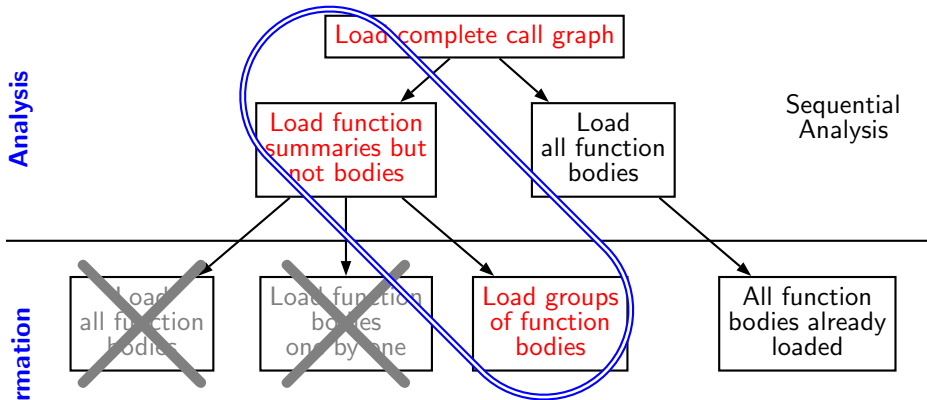 Load complete call graph
Analysis
Load function
summaries but
not bodies
Load
all function
bodies
Sequential
Analysis
rmation
Load
all function
bodies
Load function
bodies
one by one
Load groups
of function
bodies
All function
bodies already
loaded